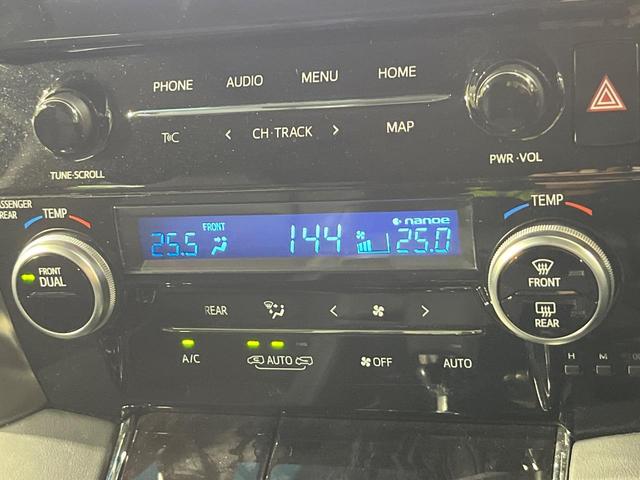 PHONE AUDIO MENU HOME
T C CH·TRACK MAP
TUNE·SCROLL PWR·VOL
PASSENGER
REAR
TEMP FRONT nanoe TEMP
25.5 144 25.0
FRONT
DUAL
FRONT
REAR
REAR
A/C AUTO OFF AUTO
H M